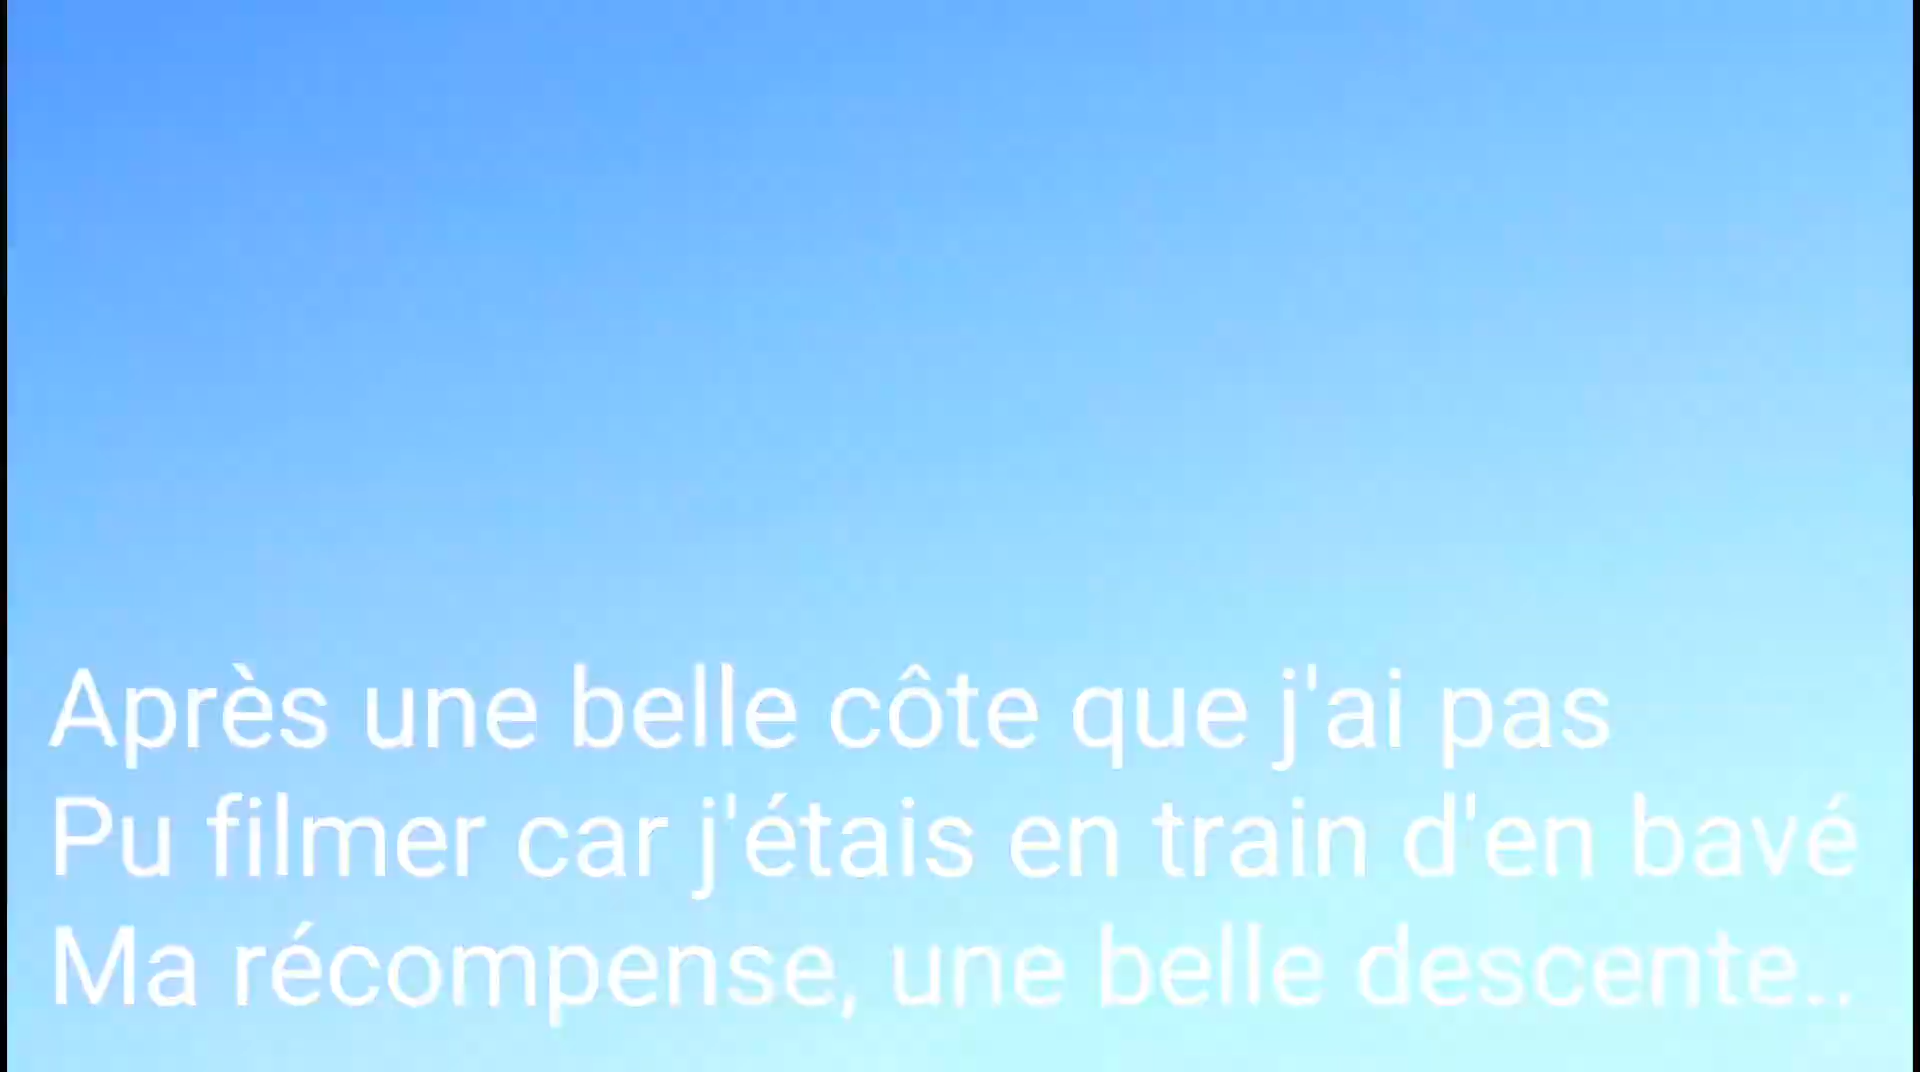 Après une belle côte que j'ai pas
Pu filmer car j'étais en train d'en bavé
Ma récompense, une belle descente..